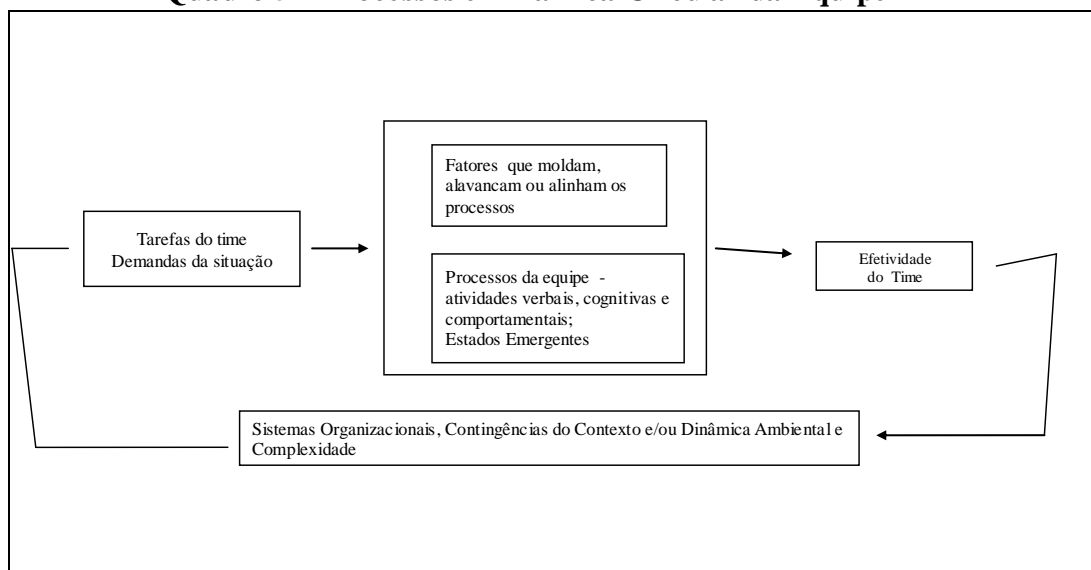 Tarefas do time
Demandas da situação
Fatores que moldam,
alavancam ou alinham os
processos
Processos da equipe -
atividades verbais, cognitivas e
comportamentais;
Estados Emergentes
Efetividade
do Time
Sistemas Organizacionais, Contingências do Contexto e/ou Dinâmica Ambiental e
Complexidade